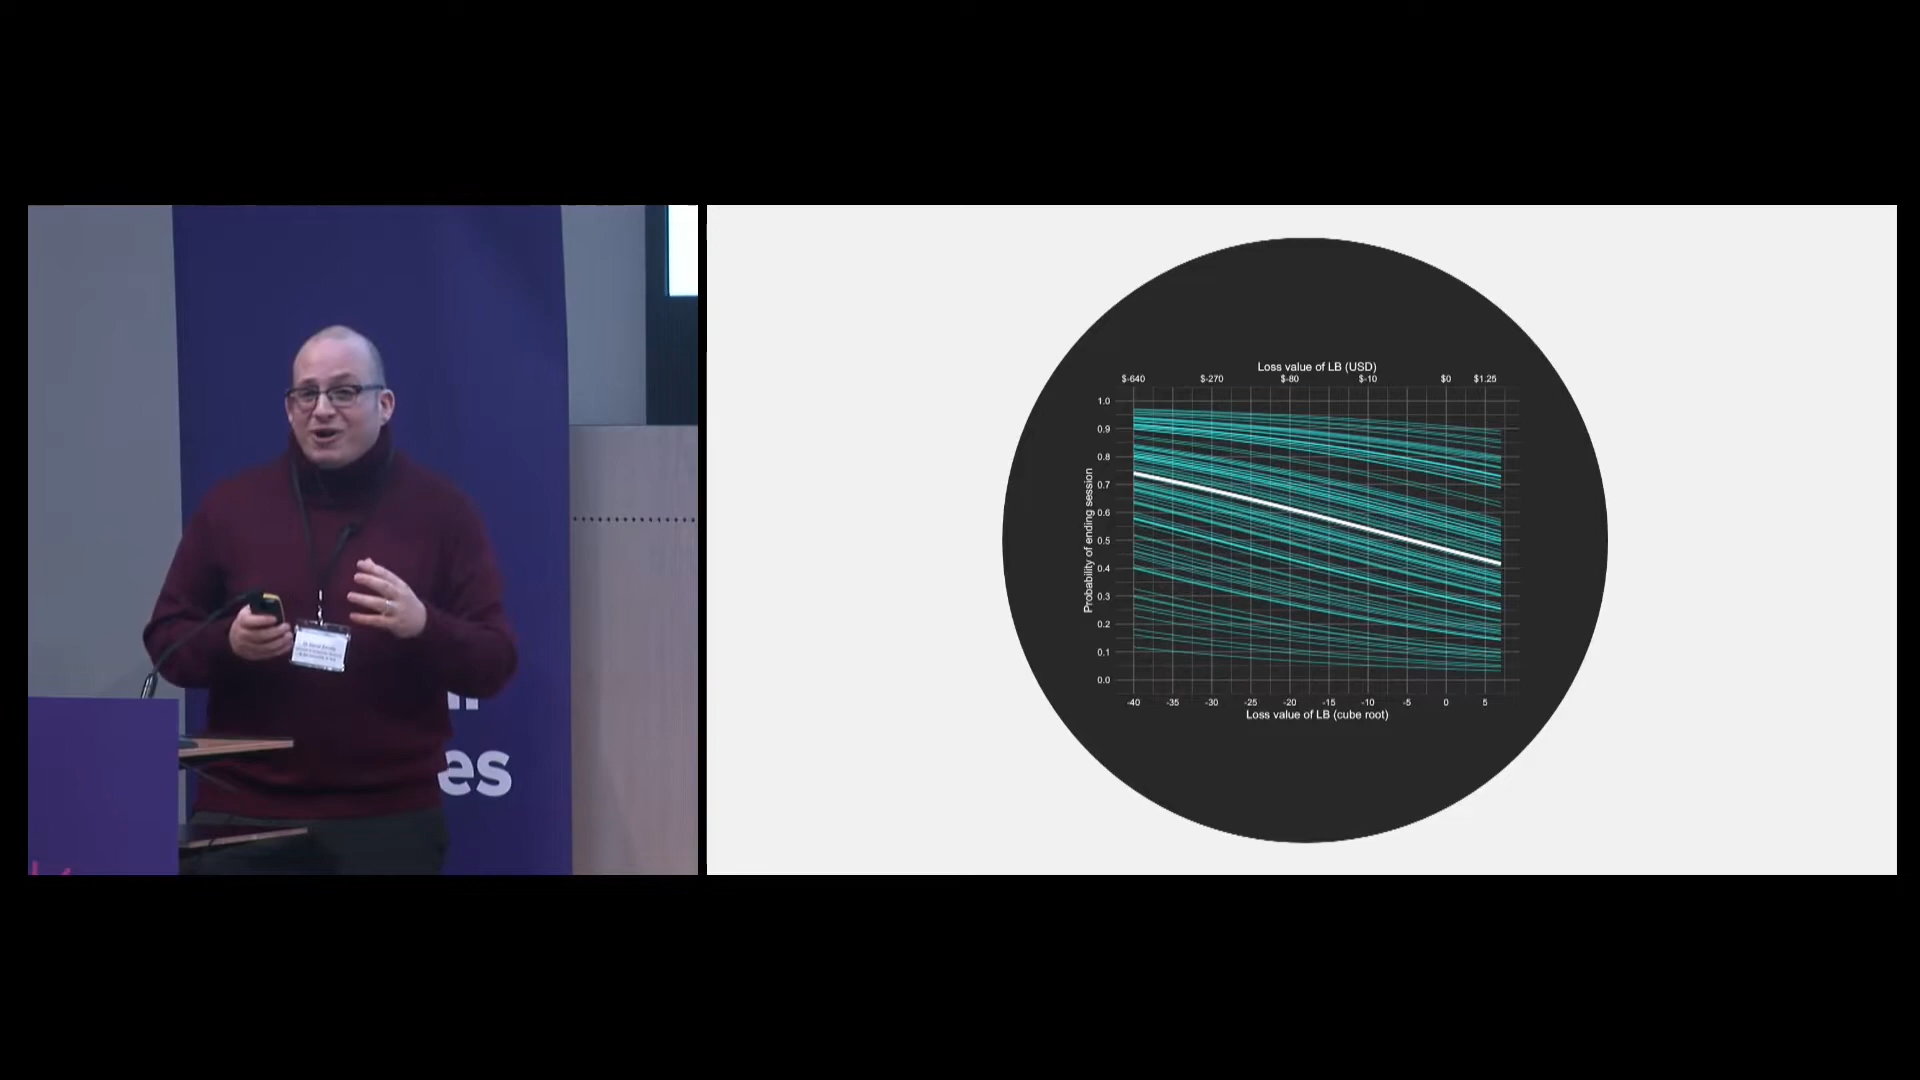 es
Loss value of LB (USD)
$-640 $-270 $-80 $-10 $0 $1.25
1.0
0.9
0.8
0.7
0.6
0.5
0.4
0.3
0.2
0.1
0.0
Probability of ending session
-40 -35 -30 -25 -20 -15 -10 -5 0 5
Loss value of LB (cube root)